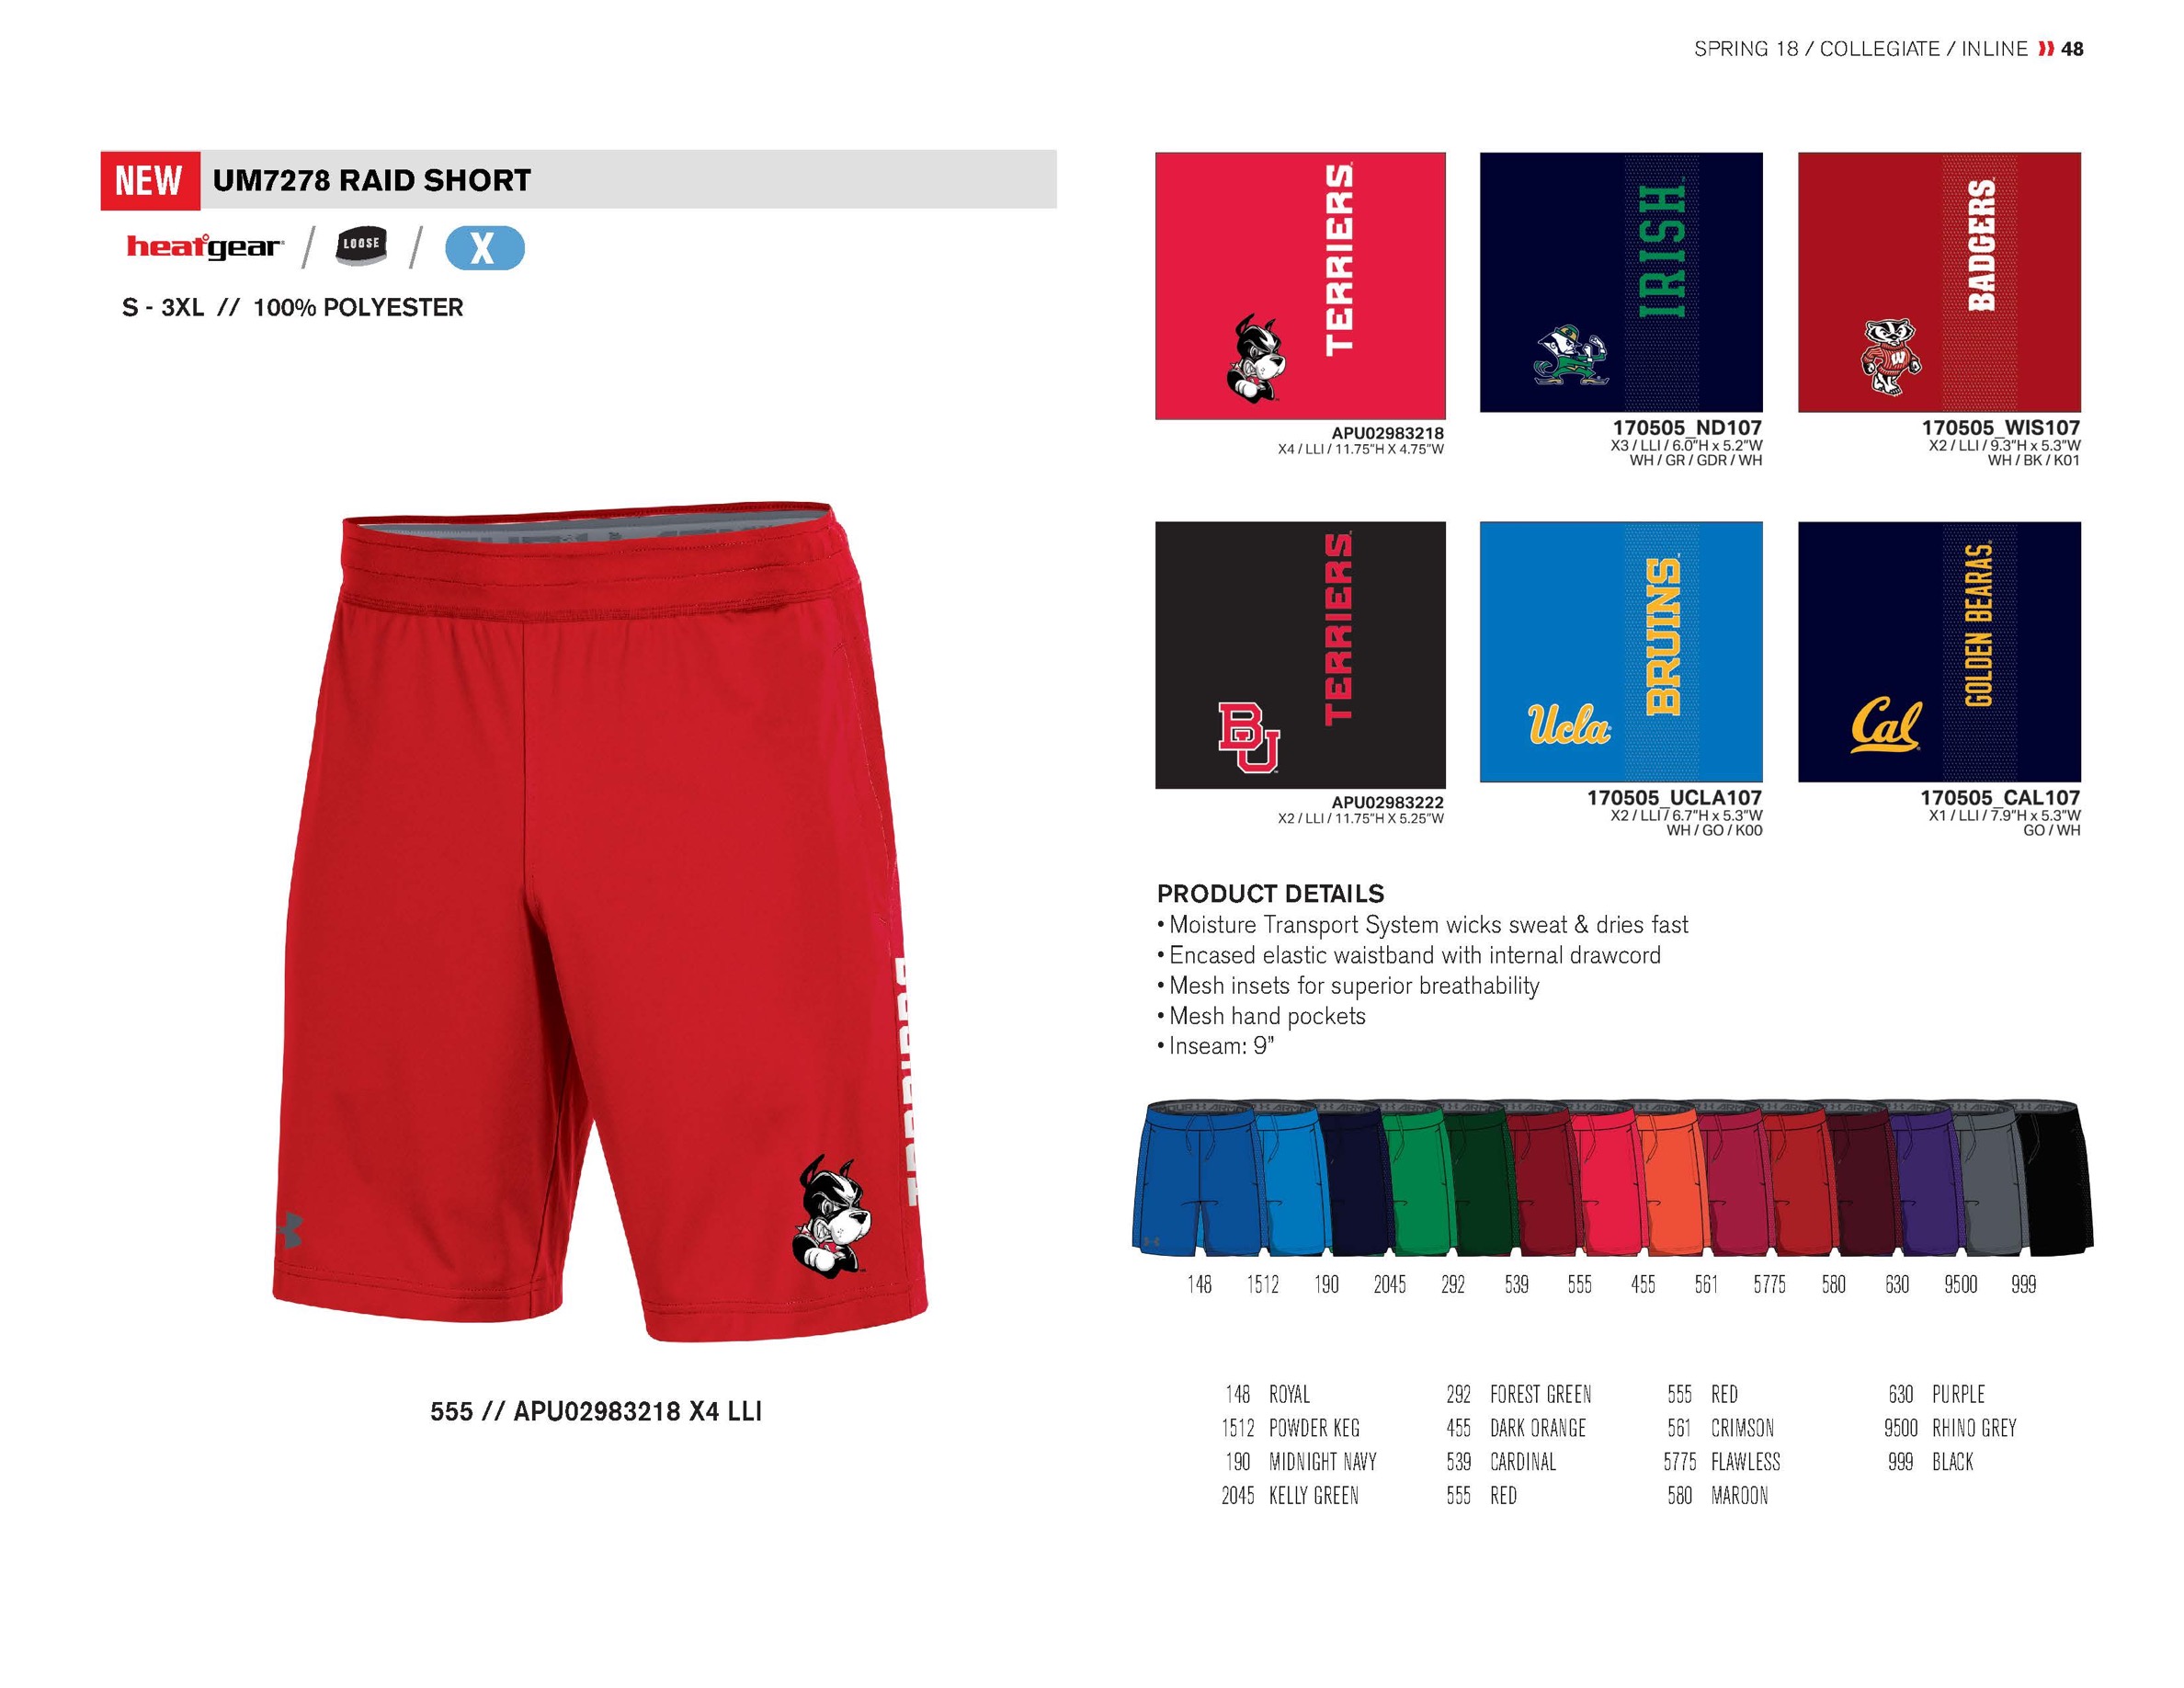 SPRING 18 / COLLEGIATE / INLINE 48
NEW UM7278 RAID SHORT
heatgear / LOOSE / X
S - 3XL // 100% POLYESTER
TERRIERS
APU02983218
X4 / LLI / 11.75"H X 4.75"W
IRISH
170505_ND107
X3 / LLI / 6.0"H x 5.2"W
WH / GR / GDR / WH
BADGERS
W
170505_WIS107
X2 / LLI / 9.3"H x 5.3"W
WH / BK / K01
TERRIERS
BU
APU02983222
X2 / LLI / 11.75"H X 5.25"W
BRUINS
Ucla
170505_UCLA107
X2 / LLI / 6.7"H x 5.3"W
WH / GO / K00
GOLDEN BEARAS
Cal
170505_CAL107
X1 / LLI / 7.9"H x 5.3"W
GO / WH
TERRIERS
555 // APU02983218 X4 LLI
PRODUCT DETAILS
• Moisture Transport System wicks sweat & dries fast
• Encased elastic waistband with internal drawcord
• Mesh insets for superior breathability
• Mesh hand pockets
• Inseam: 9"
148 1512 190 2045 292 539 555 455 561 5775 580 630 9500 999
148 ROYAL
1512 POWDER KEG
190 MIDNIGHT NAVY
2045 KELLY GREEN
292 FOREST GREEN
455 DARK ORANGE
539 CARDINAL
555 RED
555 RED
561 CRIMSON
5775 FLAWLESS
580 MAROON
630 PURPLE
9500 RHINO GREY
999 BLACK